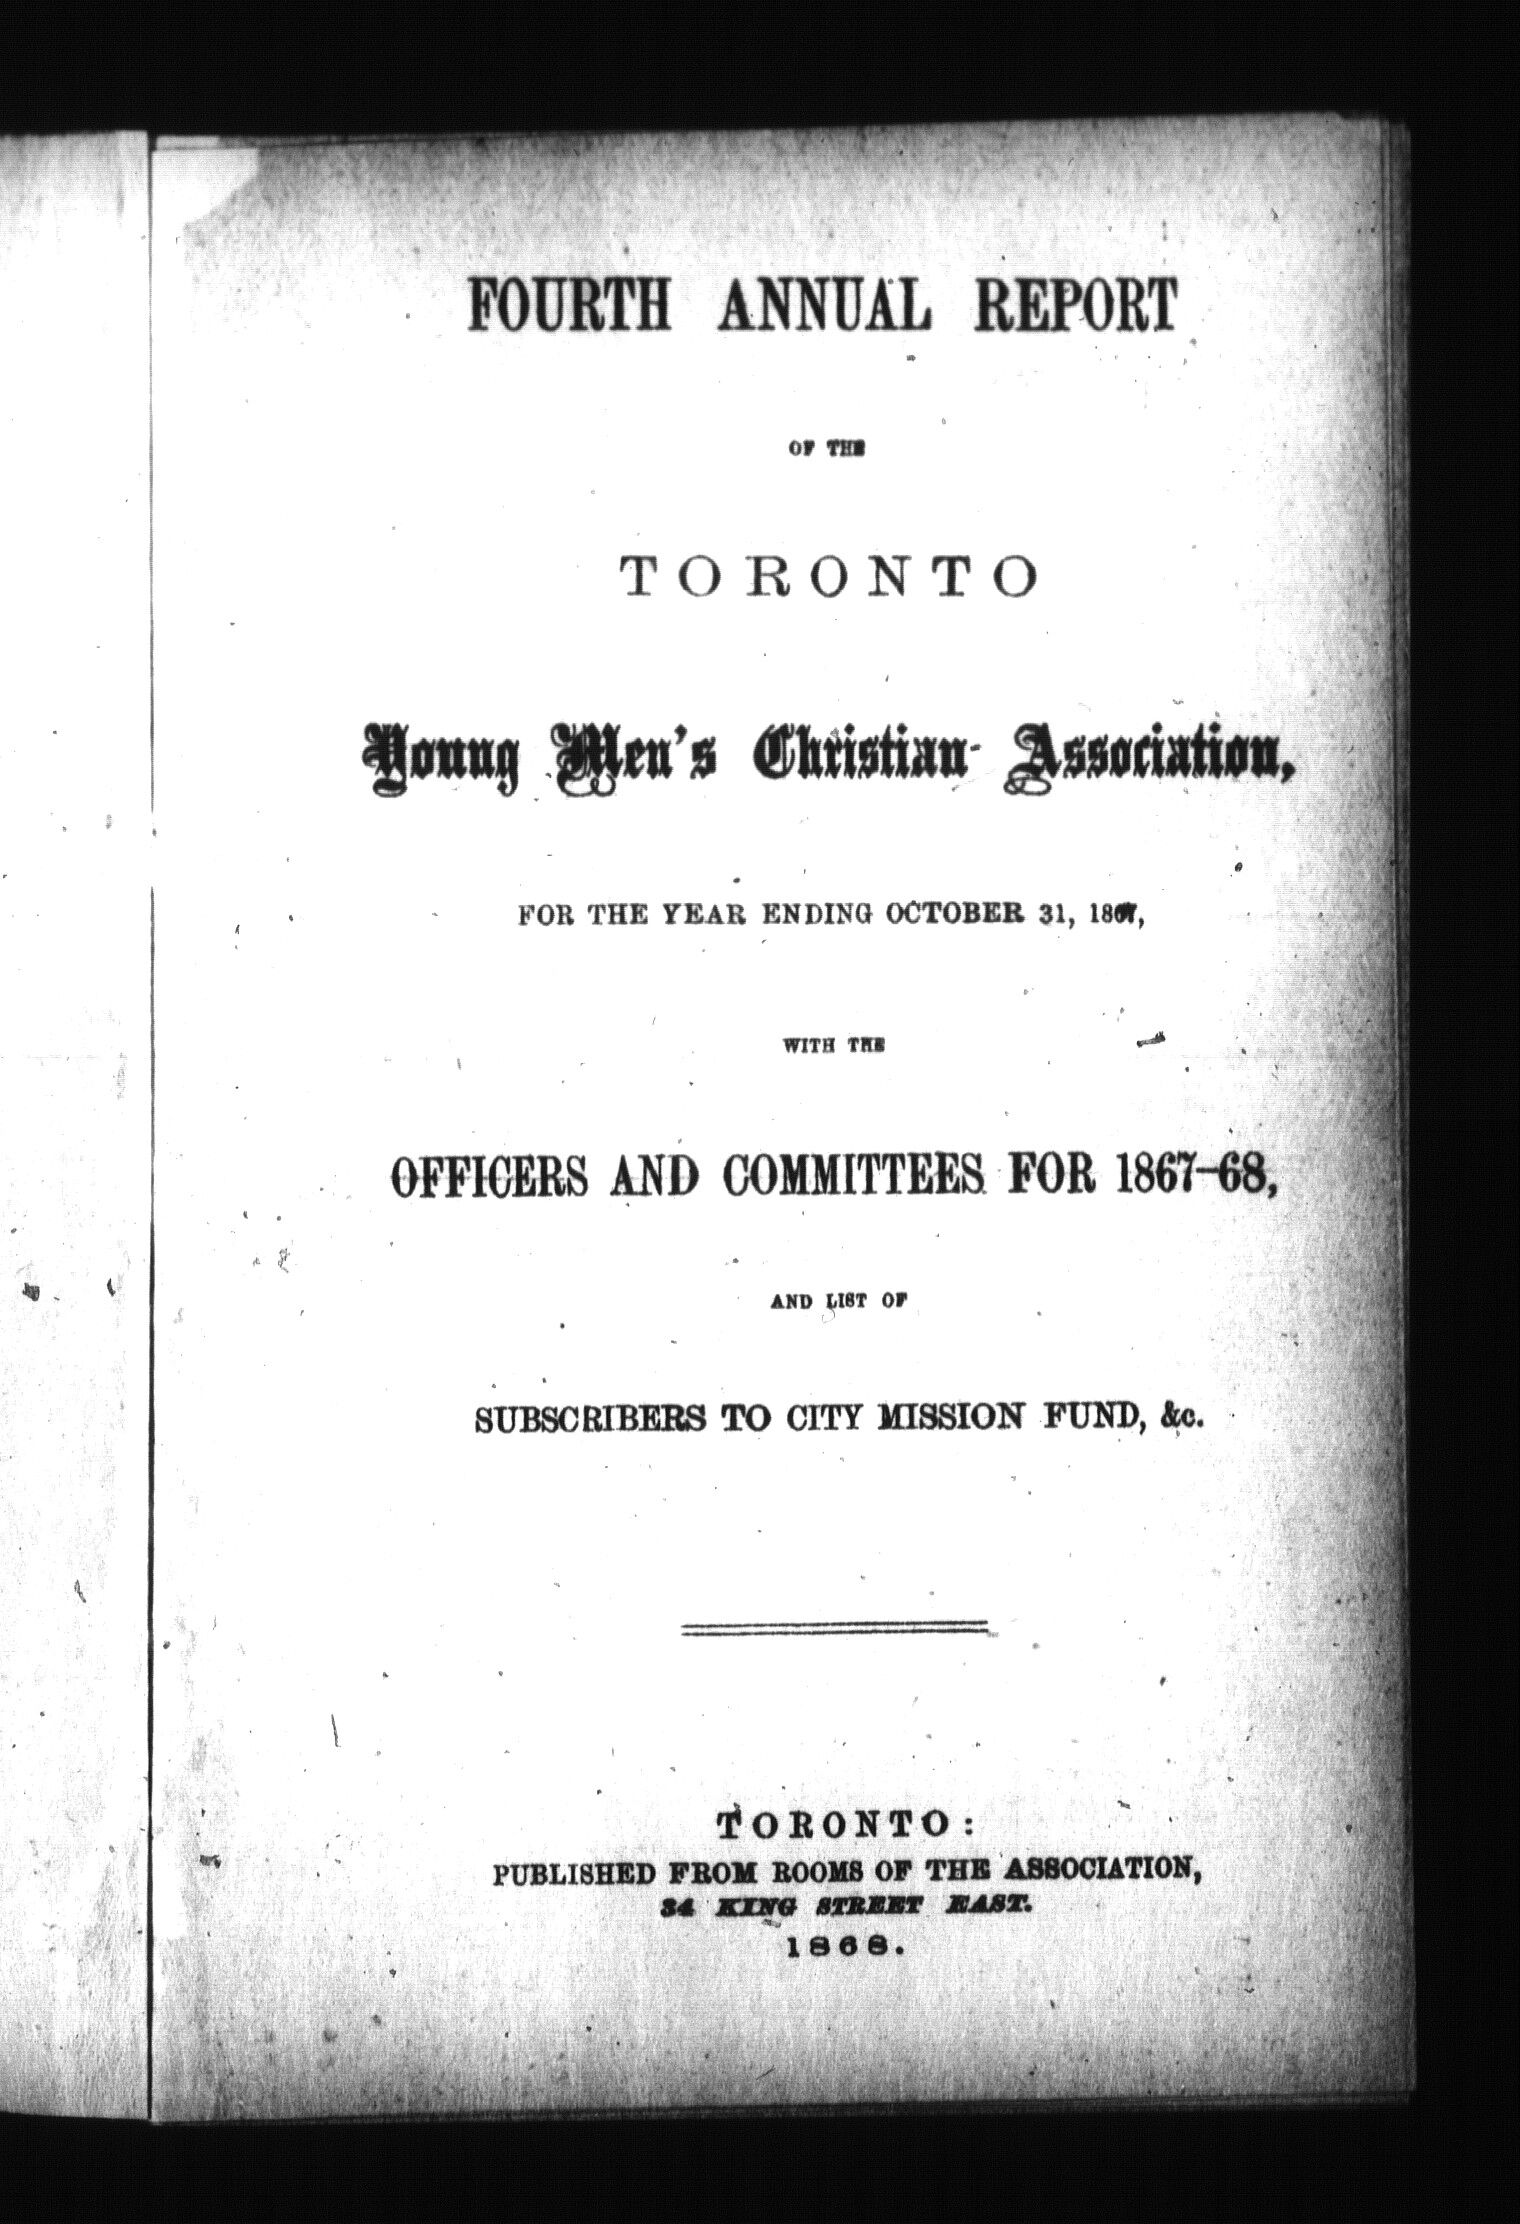 FOURTH ANNUAL REPORT
OF THE
TORONTO
Young Men's Christian Association,
FOR THE YEAR ENDING OCTOBER 31, 1867,
WITH THE
OFFICERS AND COMMITTEES FOR 1867-68,
AND LIST OF
SUBSCRIBERS TO CITY MISSION FUND, &c.
TORONTO:
PUBLISHED FROM ROOMS OF THE ASSOCIATION,
34 KING STREET EAST.
1868.